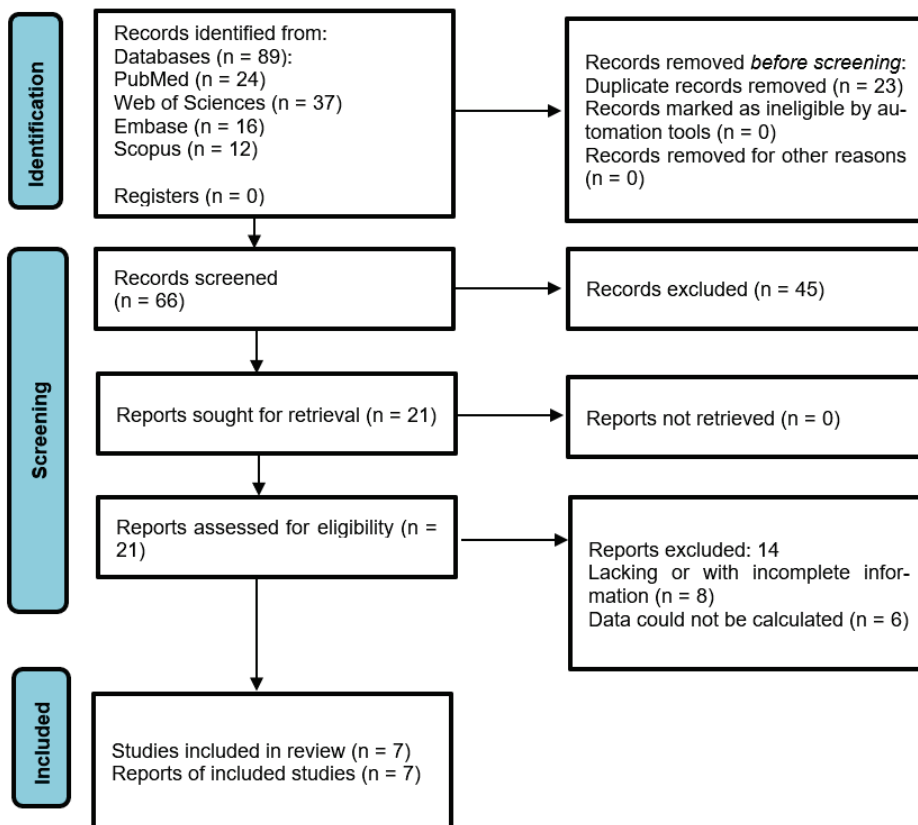 Identification
Records identified from:
Databases (n = 89):
PubMed (n = 24)
Web of Sciences (n = 37)
Embase (n = 16)
Scopus (n = 12)
Registers (n = 0)
Records removed before screening:
Duplicate records removed (n = 23)
Records marked as ineligible by au-
tomation tools (n = 0)
Records removed for other reasons
(n = 0)
Screening
Records screened
(n = 66)
Records excluded (n = 45)
Reports sought for retrieval (n = 21)
Reports not retrieved (n = 0)
Reports assessed for eligibility (n =
21)
Reports excluded: 14
Lacking or with incomplete infor-
mation (n = 8)
Data could not be calculated (n = 6)
Included
Studies included in review (n = 7)
Reports of included studies (n = 7)